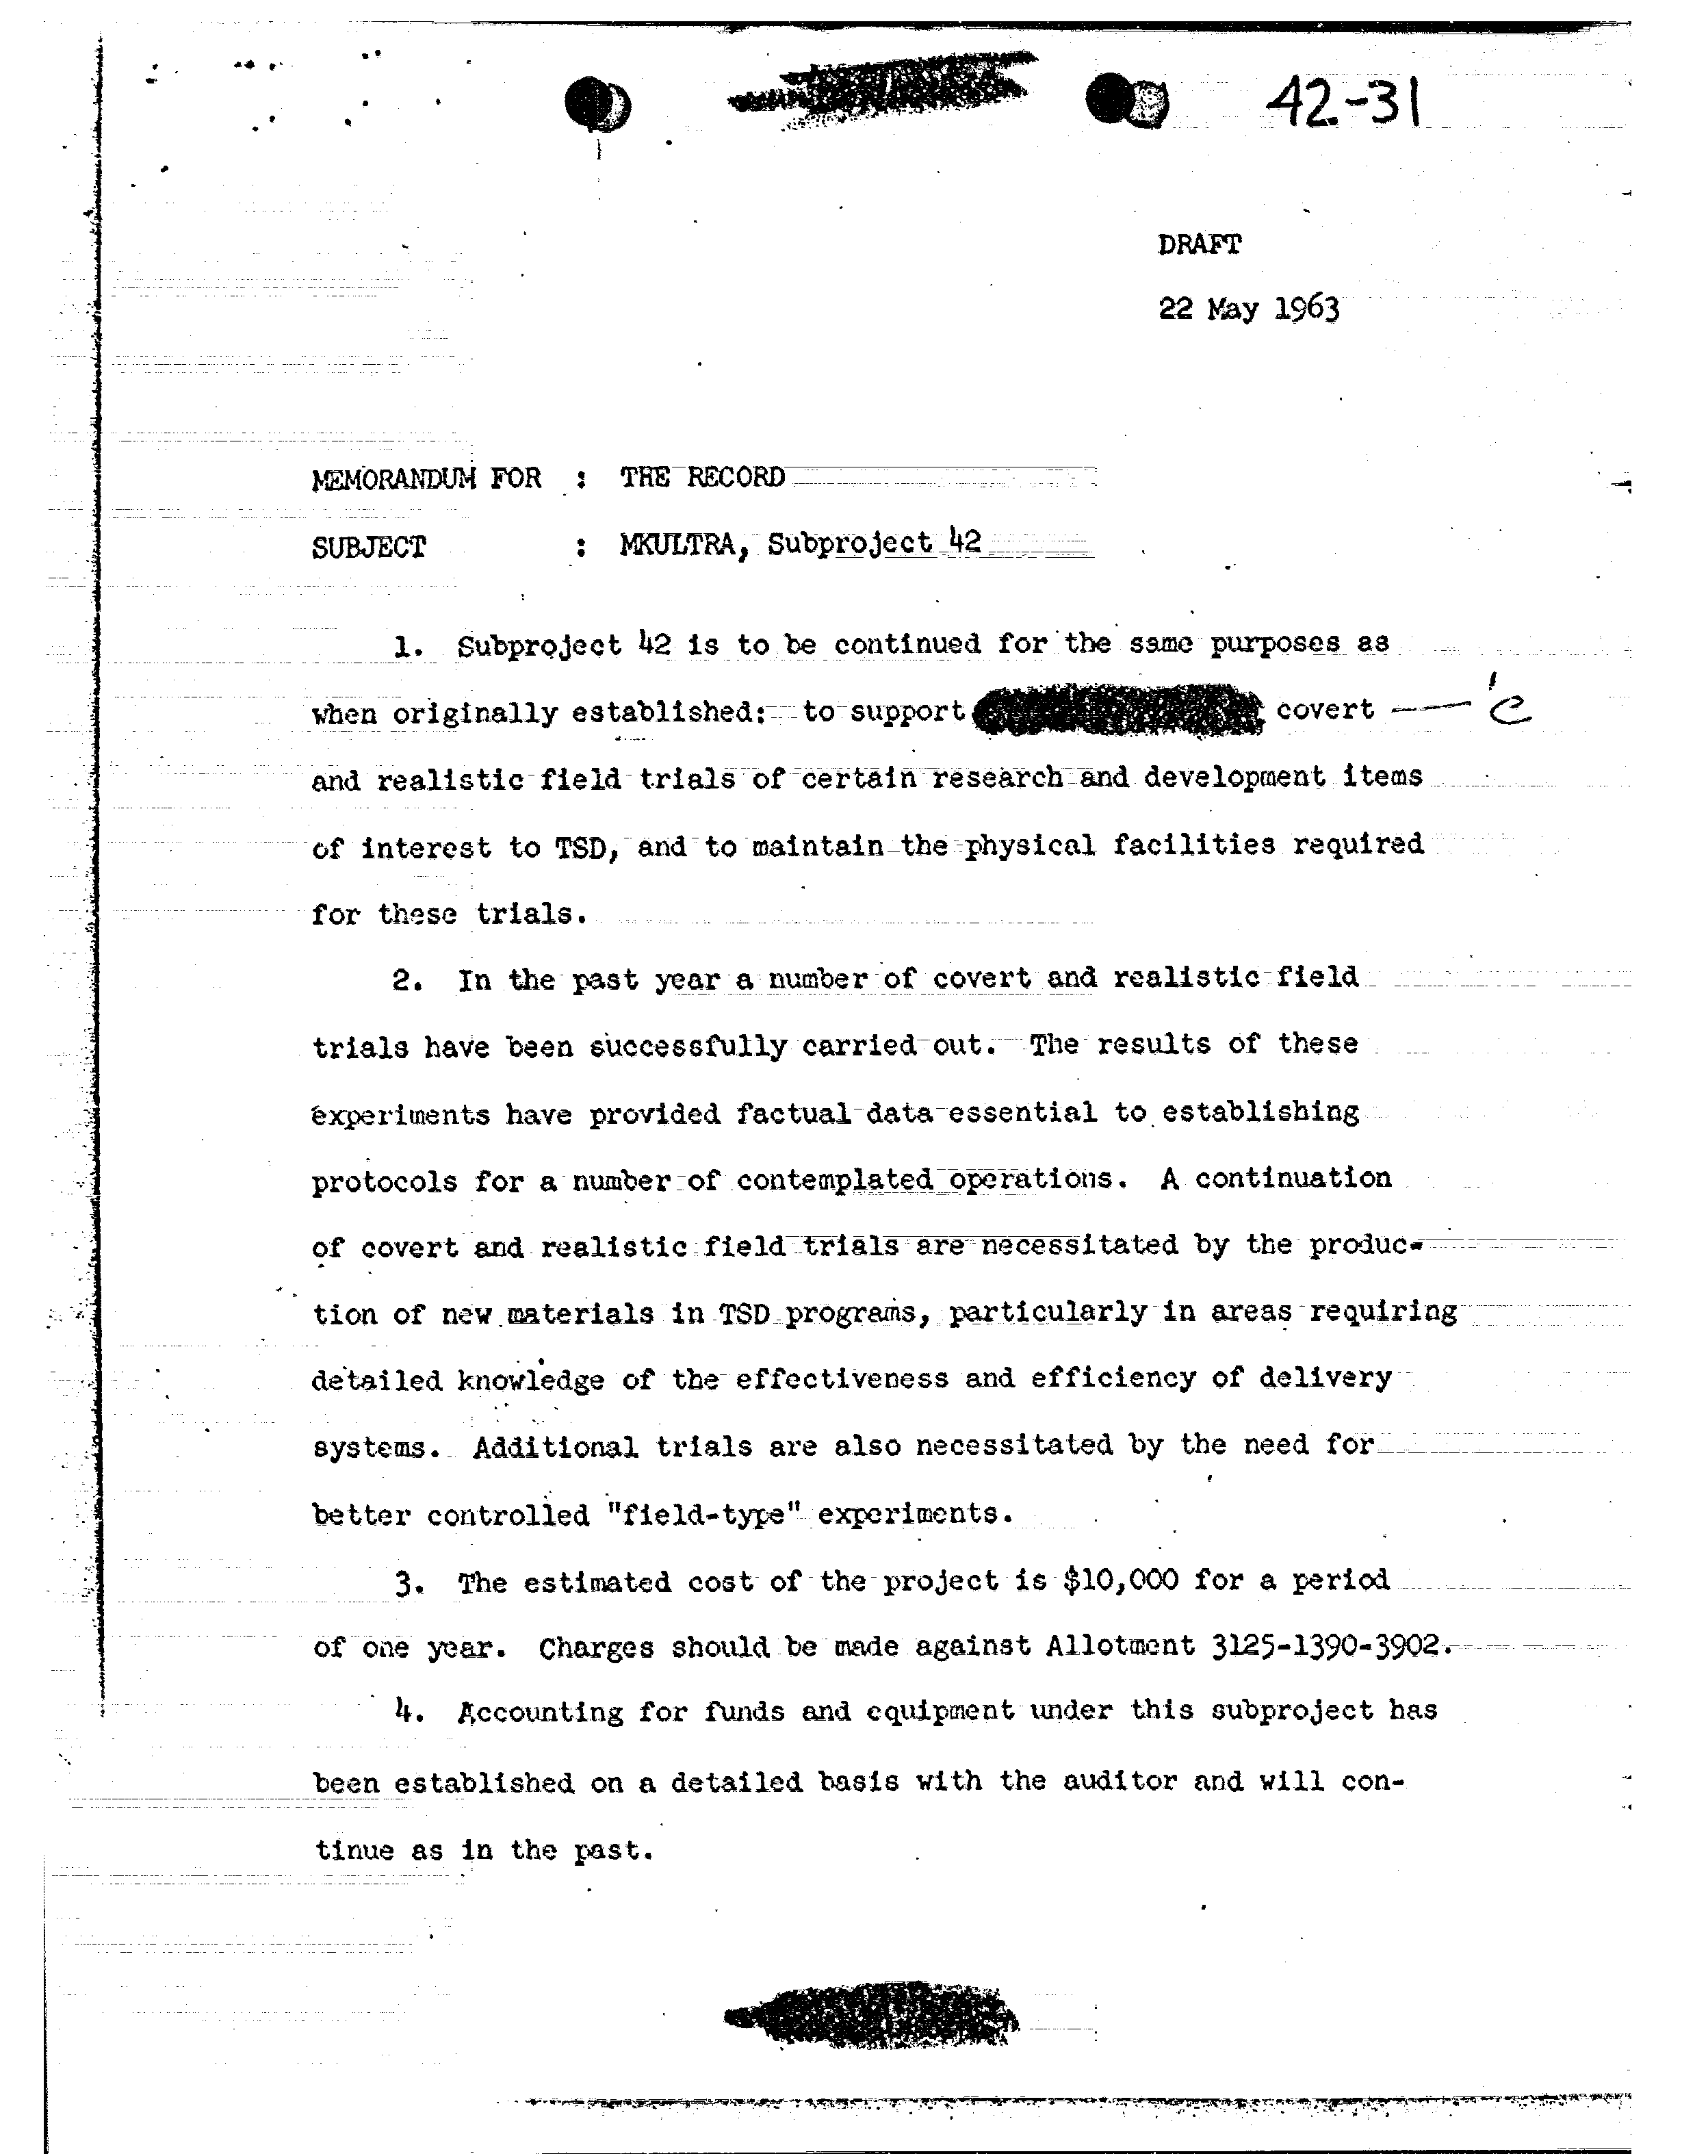 42-31
DRAFT
22 May 1963
MEMORANDUM FOR : THE RECORD
SUBJECT : MKULTRA, Subproject 42
1. Subproject 42 is to be continued for the same purposes as
when originally established: to support covert — 'C
and realistic field trials of certain research and development items
of interest to TSD, and to maintain the physical facilities required
for these trials.
2. In the past year a number of covert and realistic field
trials have been successfully carried out. The results of these
experiments have provided factual data essential to establishing
protocols for a number of contemplated operations. A continuation
of covert and realistic field trials are necessitated by the produc-
tion of new materials in TSD programs, particularly in areas requiring
detailed knowledge of the effectiveness and efficiency of delivery
systems. Additional trials are also necessitated by the need for
better controlled "field-type" experiments.
3. The estimated cost of the project is $10,000 for a period
of one year. Charges should be made against Allotment 3125-1390-3902.
4. Accounting for funds and equipment under this subproject has
been established on a detailed basis with the auditor and will con-
tinue as in the past.